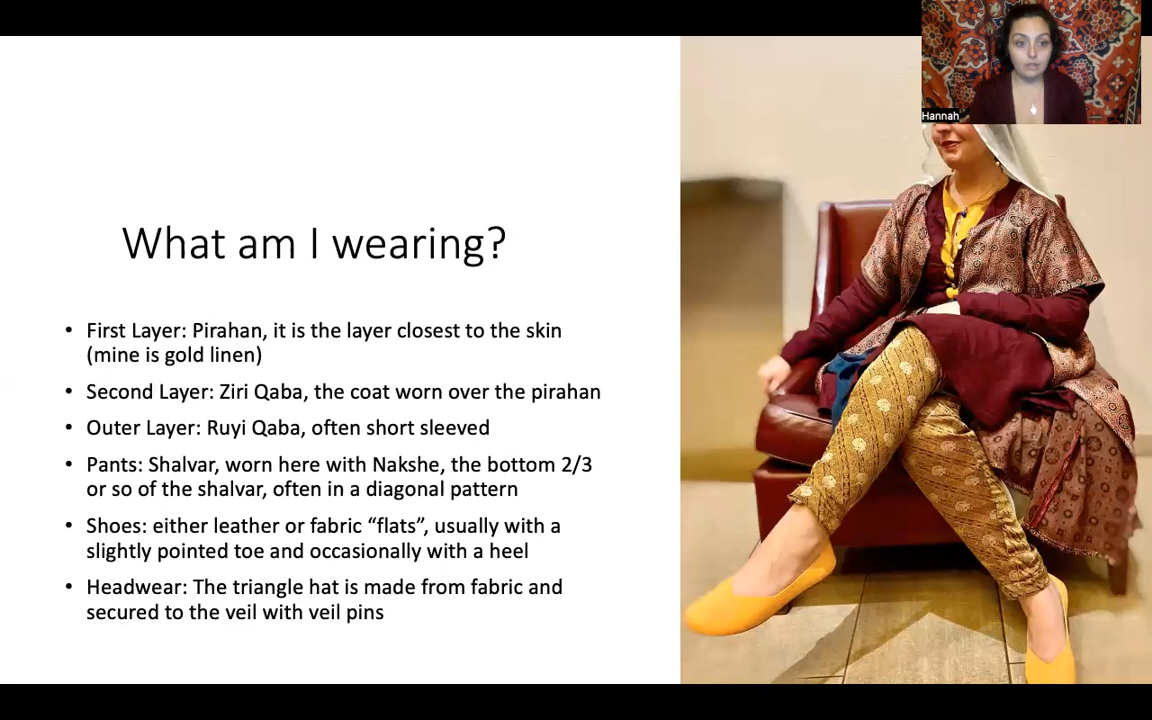 Hannah
What am I wearing?
• First Layer: Pirahan, it is the layer closest to the skin
(mine is gold linen)
• Second Layer: Ziri Qaba, the coat worn over the pirahan
• Outer Layer: Ruyi Qaba, often short sleeved
• Pants: Shalvar, worn here with Nakshe, the bottom 2/3
or so of the shalvar, often in a diagonal pattern
• Shoes: either leather or fabric “flats”, usually with a
slightly pointed toe and occasionally with a heel
• Headwear: The triangle hat is made from fabric and
secured to the veil with veil pins